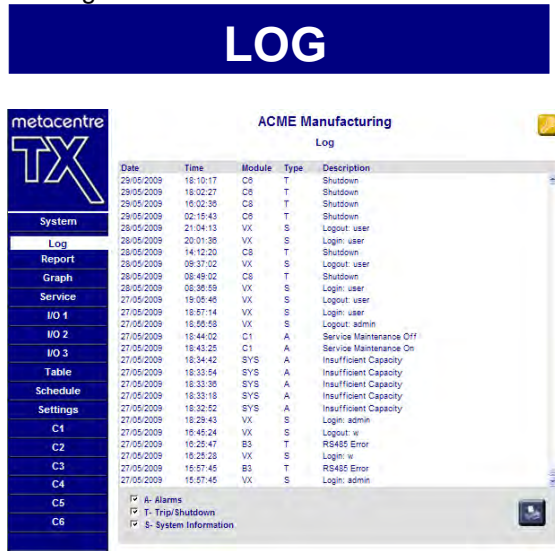 LOG
metacentre
TX
ACME Manufacturing
Log
Date Time Module Type Description
29/05/2009 18:10:17 C6 T Shutdown
29/05/2009 18:02:27 C6 T Shutdown
29/05/2009 16:02:36 C8 T Shutdown
29/05/2009 02:15:43 C6 T Shutdown
28/05/2009 21:04:13 VX S Logout: user
28/05/2009 20:01:36 VX S Login: user
28/05/2009 14:12:20 C8 T Shutdown
28/05/2009 09:37:02 VX S Logout: user
28/05/2009 08:49:02 C8 T Shutdown
28/05/2009 08:36:59 VX S Login: user
27/05/2009 19:05:46 VX S Logout: user
27/05/2009 18:57:14 VX S Login: user
27/05/2009 18:56:58 VX S Logout: admin
27/05/2009 18:44:02 C1 A Service Maintenance Off
27/05/2009 18:43:25 C1 A Service Maintenance On
27/05/2009 18:34:42 SYS A Insufficient Capacity
27/05/2009 18:33:54 SYS A Insufficient Capacity
27/05/2009 18:33:36 SYS A Insufficient Capacity
27/05/2009 18:33:18 SYS A Insufficient Capacity
27/05/2009 18:32:52 SYS A Insufficient Capacity
27/05/2009 18:29:43 VX S Login: admin
27/05/2009 16:45:24 VX S Logout: w
27/05/2009 16:25:47 B3 T RS485 Error
27/05/2009 16:25:28 VX S Login: w
27/05/2009 15:57:45 B3 T RS485 Error
27/05/2009 15:57:45 VX S Login: admin
System
Log
Report
Graph
Service
I/O 1
I/O 2
I/O 3
Table
Schedule
Settings
C1
C2
C3
C4
C5
C6
A- Alarms
T- Trip/Shutdown
S- System Information